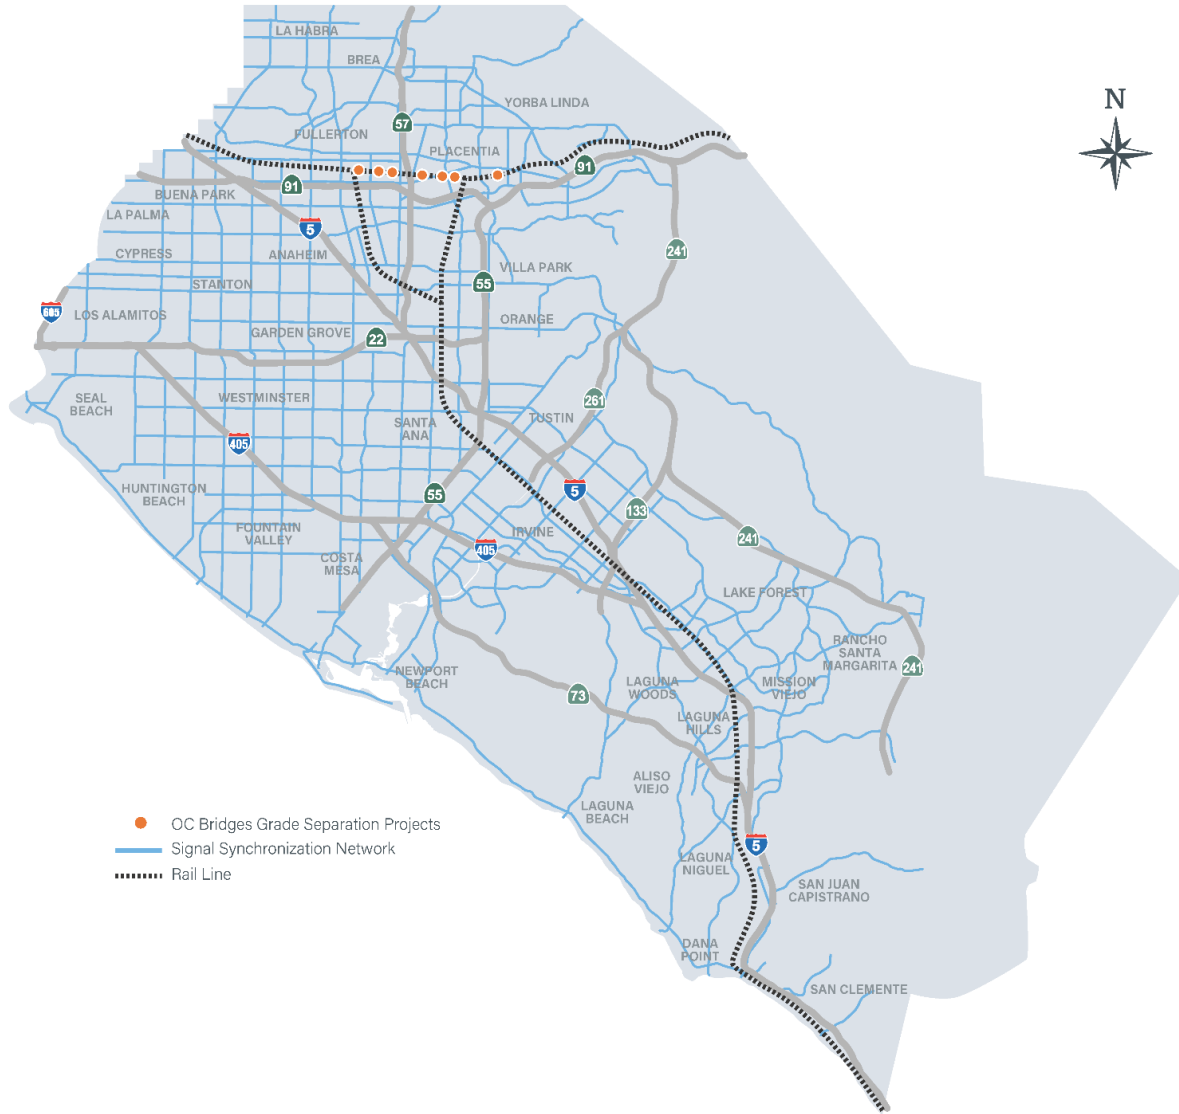 LA HABRA
BREA
N
YORBA LINDA
57
FULLERTON
PLACENTIA
91
91
BUENA PARK
LA PALMA
5
CYPRESS
ANAHEIM
241
VILLA PARK
STANTON
55
605
LOS ALAMITOS
ORANGE
GARDEN GROVE
22
SEAL
BEACH
WESTMINSTER
261
TUSTIN
SANTA
ANA
405
HUNTINGTON
BEACH
55
5
133
FOUNTAIN
VALLEY
IRVINE
241
405
COSTA
MESA
LAKE FOREST
RANCHO
SANTA
MARGARITA
241
NEWPORT
BEACH
73
LAGUNA
WOODS
MISSION
VIEJO
LAGUNA
HILLS
ALISO
VIEJO
LAGUNA
BEACH
OC Bridges Grade Separation Projects
Signal Synchronization Network
Rail Line
5
LAGUNA
NIGUEL
SAN JUAN
CAPISTRANO
DANA
POINT
SAN CLEMENTE